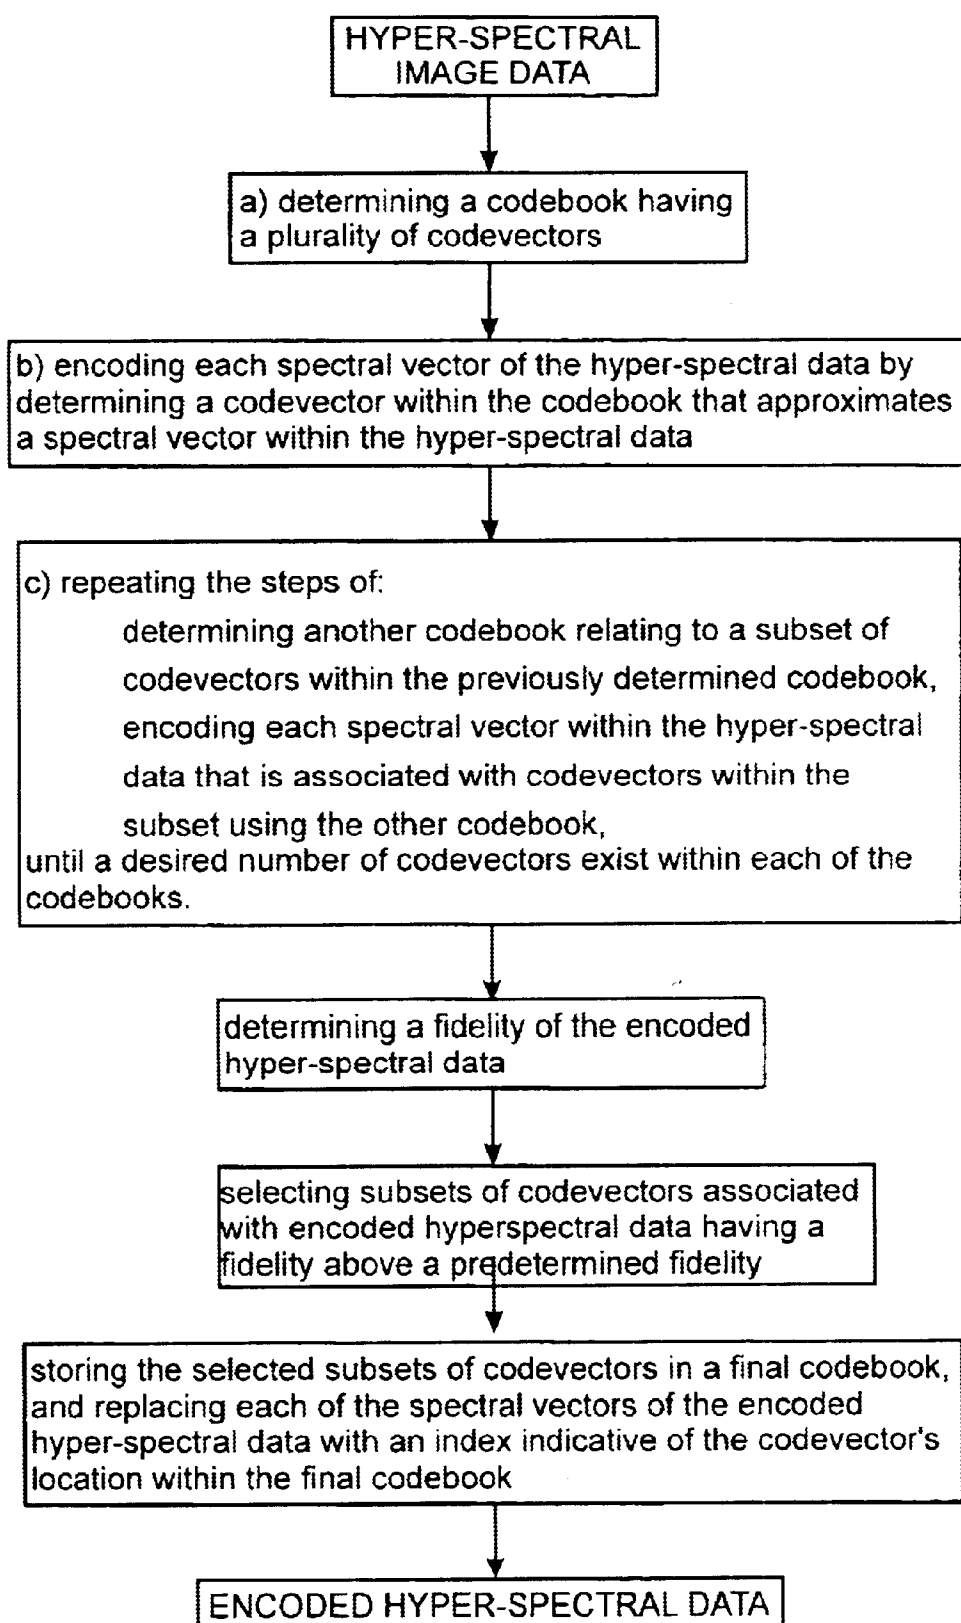 HYPER-SPECTRAL
IMAGE DATA
a) determining a codebook having
a plurality of codevectors
b) encoding each spectral vector of the hyper-spectral data by
determining a codevector within the codebook that approximates
a spectral vector within the hyper-spectral data
c) repeating the steps of:
determining another codebook relating to a subset of
codevectors within the previously determined codebook,
encoding each spectral vector within the hyper-spectral
data that is associated with codevectors within the
subset using the other codebook,
until a desired number of codevectors exist within each of the
codebooks.
determining a fidelity of the encoded
hyper-spectral data
selecting subsets of codevectors associated
with encoded hyperspectral data having a
fidelity above a predetermined fidelity
storing the selected subsets of codevectors in a final codebook,
and replacing each of the spectral vectors of the encoded
hyper-spectral data with an index indicative of the codevector's
location within the final codebook
ENCODED HYPER-SPECTRAL DATA